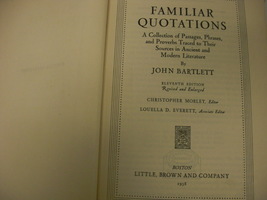 FAMILIAR
QUOTATIONS
A Collection of Passages, Phrases,
and Proverbs Traced to Their
Sources in Ancient and
Modern Literature
By
JOHN BARTLETT
ELEVENTH EDITION
Revised and Enlarged
CHRISTOPHER MORLEY, Editor
LOUELLA D. EVERETT, Associate Editor
BOSTON
LITTLE, BROWN AND COMPANY
1938